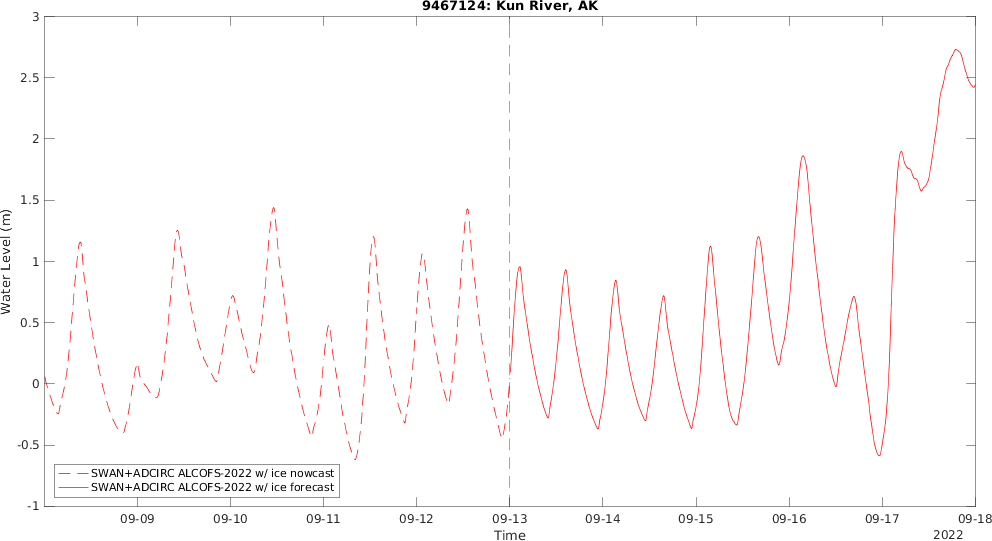 9467124: Kun River, AK
Water Level (m)
3
2.5
2
1.5
1
0.5
0
-0.5
-1
SWAN+ADCIRC ALCOFS-2022 w/ ice nowcast
SWAN+ADCIRC ALCOFS-2022 w/ ice forecast
09-09 09-10 09-11 09-12 09-13 09-14 09-15 09-16 09-17 09-18
Time
2022